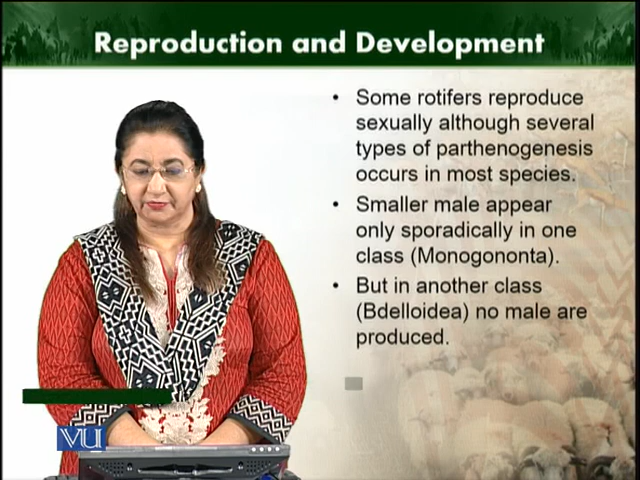 Reproduction and Development
• Some rotifers reproduce
sexually although several
types of parthenogenesis
occurs in most species.
• Smaller male appear
only sporadically in one
class (Monogononta).
• But in another class
(Bdelloidea) no male are
produced.
VU